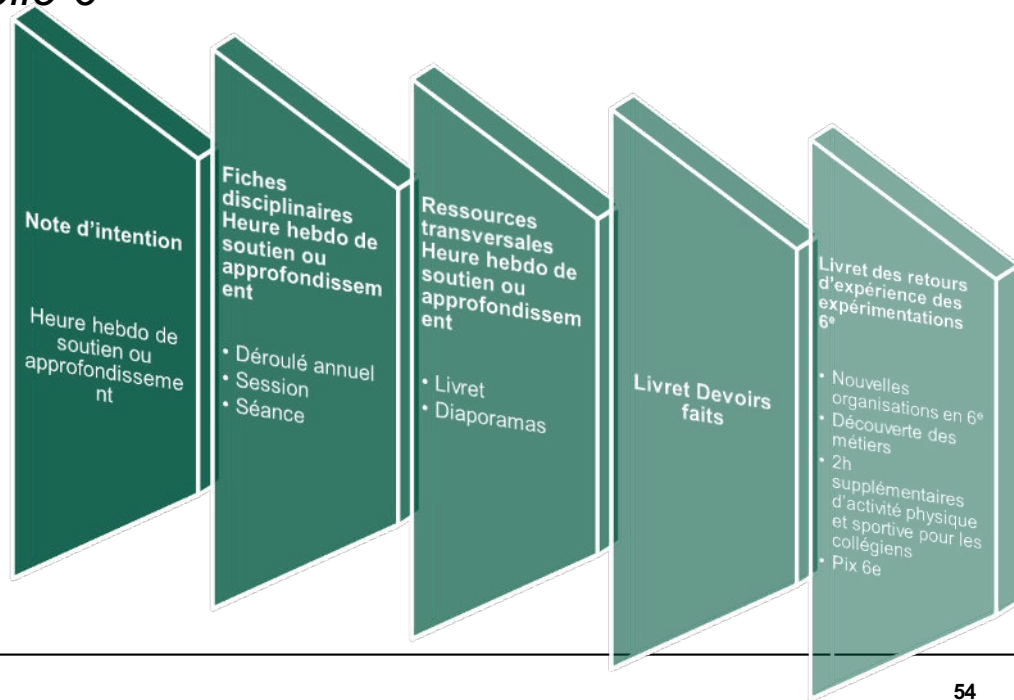 Note d'intention
Heure hebdo de
soutien ou
approfondisseme
nt
Fiches
disciplinaires
Heure hebdo de
soutien ou
approfondissem
ent
• Déroulé annuel
• Session
• Séance
Ressources
transversales
Heure hebdo de
soutien ou
approfondissem
ent
• Livret
• Diaporamas
Livret Devoirs
faits
Livret des retours
d'expérience des
expérimentations
6ᵉ
• Nouvelles
organisations en 6ᵉ
• Découverte des
métiers
• 2h
supplémentaires
d'activité physique
et sportive pour les
collégiens
• Pix 6e
54